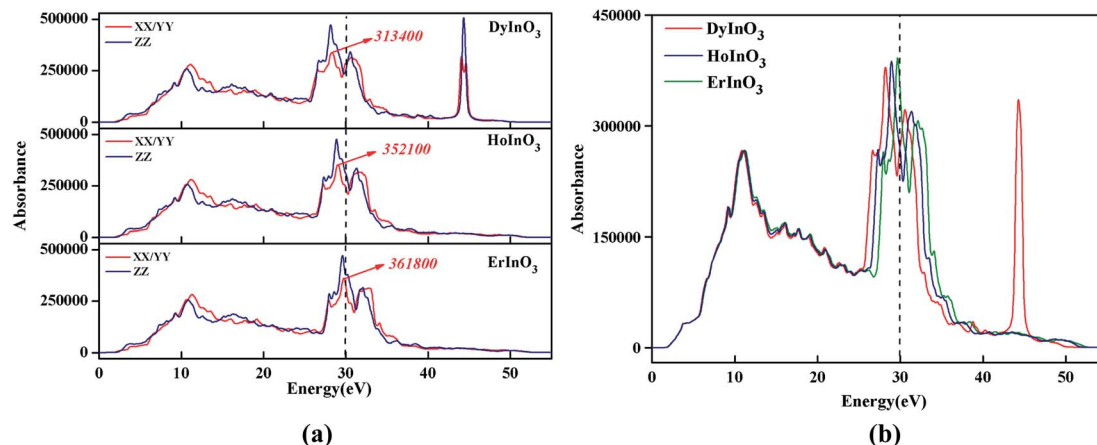 500000
250000
0
XX/YY
ZZ
DyInO₃
313400
500000
250000
0
XX/YY
ZZ
HoInO₃
352100
500000
250000
0
XX/YY
ZZ
ErInO₃
361800
Absorbance
0 10 20 30 40 50
Energy(eV)
(a)
450000
300000
150000
0
Absorbance
DyInO₃
HoInO₃
ErInO₃
0 10 20 30 40 50
Energy(eV)
(b)